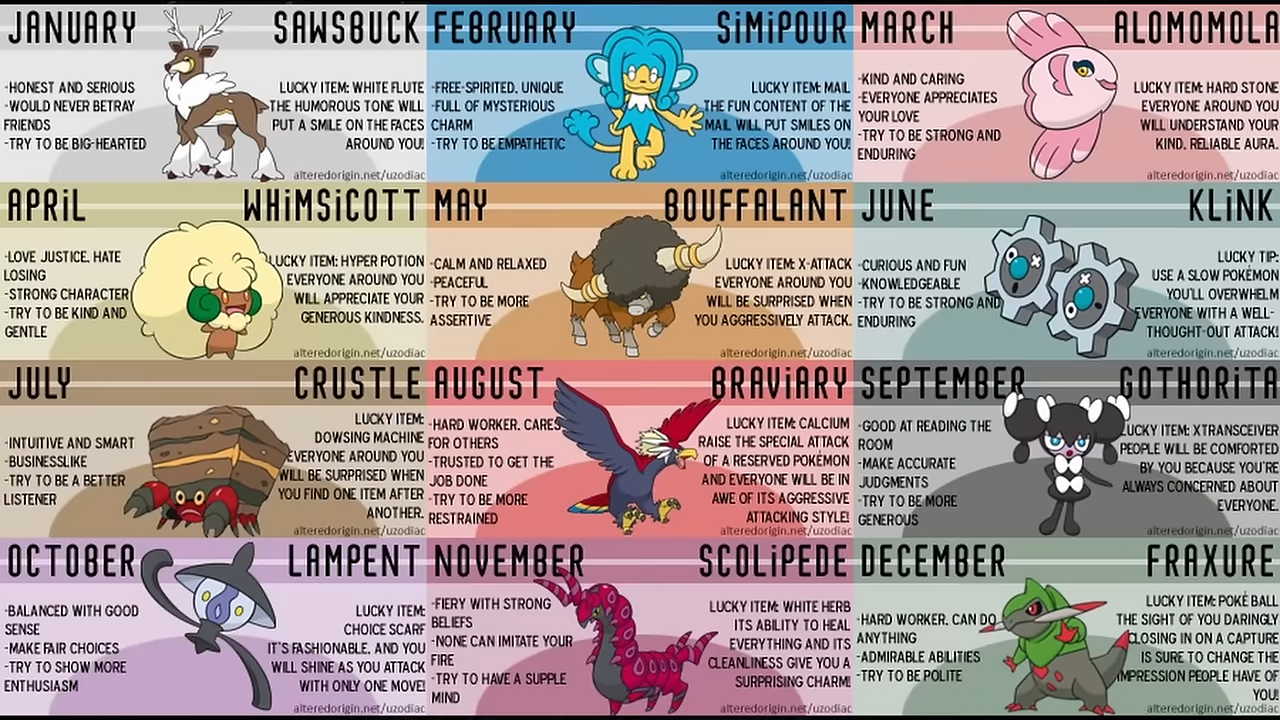 JANUARY SAWSBUCK
-HONEST AND SERIOUS
-WOULD NEVER BETRAY
FRIENDS
-TRY TO BE BIG-HEARTED
LUCKY ITEM: WHITE FLUTE
THE HUMOROUS TONE WILL
PUT A SMILE ON THE FACES
AROUND YOU!
alteredorigin.net/uzodiac
FEBRUARY SIMIPOUR
-FREE-SPIRITED, UNIQUE
-FULL OF MYSTERIOUS
CHARM
-TRY TO BE EMPATHETIC
LUCKY ITEM: MAIL
THE FUN CONTENT OF THE
MAIL WILL PUT SMILES ON
THE FACES AROUND YOU!
alteredorigin.net/uzodiac
MARCH ALOMOMOLA
-KIND AND CARING
-EVERYONE APPRECIATES
YOUR LOVE
-TRY TO BE STRONG AND
ENDURING
LUCKY ITEM: HARD STONE
EVERYONE AROUND YOU
WILL UNDERSTAND YOUR
KIND, RELIABLE AURA.
alteredorigin.net/uzodiac
APRIL WHIMSICOTT
-LOVE JUSTICE, HATE
LOSING
-STRONG CHARACTER
-TRY TO BE KIND AND
GENTLE
LUCKY ITEM: HYPER POTION
EVERYONE AROUND YOU
WILL APPRECIATE YOUR
GENEROUS KINDNESS.
alteredorigin.net/uzodiac
MAY BOUFFALANT
-CALM AND RELAXED
-PEACEFUL
-TRY TO BE MORE
ASSERTIVE
LUCKY ITEM: X-ATTACK
EVERYONE AROUND YOU
WILL BE SURPRISED WHEN
YOU AGGRESSIVELY ATTACK.
alteredorigin.net/uzodiac
JUNE KLINK
-CURIOUS AND FUN
-KNOWLEDGEABLE
-TRY TO BE STRONG AND
ENDURING
LUCKY TIP:
USE A SLOW POKÉMON
YOU'LL OVERWHELM
EVERYONE WITH A WELL-
THOUGHT-OUT ATTACK!
alteredorigin.net/uzodiac
JULY CRUSTLE
-INTUITIVE AND SMART
-BUSINESSLIKE
-TRY TO BE A BETTER
LISTENER
LUCKY ITEM:
DOWSING MACHINE
EVERYONE AROUND YOU
WILL BE SURPRISED WHEN
YOU FIND ONE ITEM AFTER
ANOTHER.
alteredorigin.net/uzodiac
AUGUST BRAVIARY
-HARD WORKER, CARES
FOR OTHERS
-TRUSTED TO GET THE
JOB DONE
-TRY TO BE MORE
RESTRAINED
LUCKY ITEM: CALCIUM
RAISE THE SPECIAL ATTACK
OF A RESERVED POKÉMON
AND EVERYONE WILL BE IN
AWE OF ITS AGGRESSIVE
ATTACKING STYLE!
alteredorigin.net/uzodiac
SEPTEMBER GOTHORITA
-GOOD AT READING THE
ROOM
-MAKE ACCURATE
JUDGMENTS
-TRY TO BE MORE
GENEROUS
LUCKY ITEM: XTRANSCEIVER
PEOPLE WILL BE COMFORTED
BY YOU BECAUSE YOU'RE
ALWAYS CONCERNED ABOUT
EVERYONE.
alteredorigin.net/uzodiac
OCTOBER LAMPENT
-BALANCED WITH GOOD
SENSE
-MAKE FAIR CHOICES
-TRY TO SHOW MORE
ENTHUSIASM
LUCKY ITEM:
CHOICE SCARF
IT'S FASHIONABLE, AND YOU
WILL SHINE AS YOU ATTACK
WITH ONLY ONE MOVE!
alteredorigin.net/uzodiac
NOVEMBER SCOLIPEDE
-FIERY WITH STRONG
BELIEFS
-NONE CAN IMITATE YOUR
FIRE
-TRY TO HAVE A SUPPLE
MIND
LUCKY ITEM: WHITE HERB
ITS ABILITY TO HEAL
EVERYTHING AND ITS
CLEANLINESS GIVE YOU A
SURPRISING CHARM!
alteredorigin.net/uzodiac
DECEMBER FRAXURE
-HARD WORKER, CAN DO
ANYTHING
-ADMIRABLE ABILITIES
-TRY TO BE POLITE
LUCKY ITEM: POKÉ BALL
THE SIGHT OF YOU DARINGLY
CLOSING IN ON A CAPTURE
IS SURE TO CHANGE THE
IMPRESSION PEOPLE HAVE OF
YOU!
alteredorigin.net/uzodiac